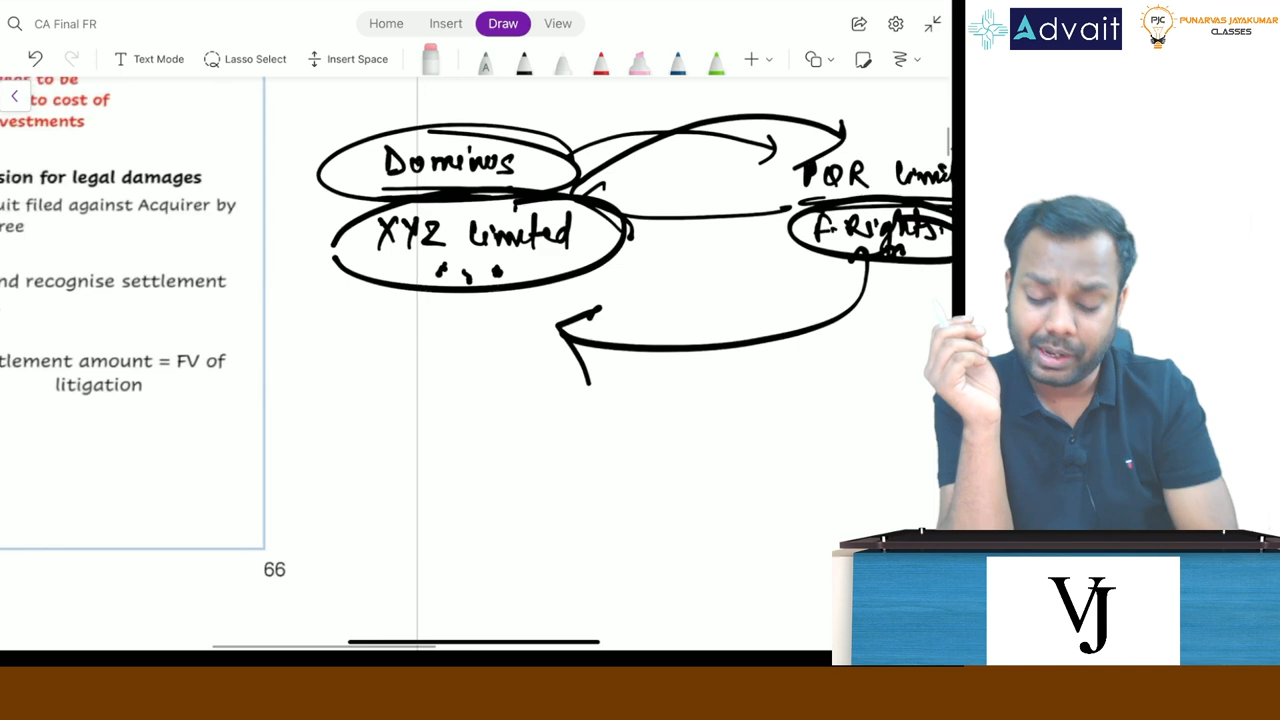 CA Final FR
Home
Insert
Draw
View
Text Mode
Lasso Select
Insert Space
Advait
PJC
PUNARVAS JAYAKUMAR
CLASSES
to be
to cost of
vestments
sion for legal damages
uit filed against Acquirer by
ree
nd recognise settlement
tlement amount = FV of
litigation
66
Dominos
XYZ Limited
PQR Limi
F. Rights
VJ